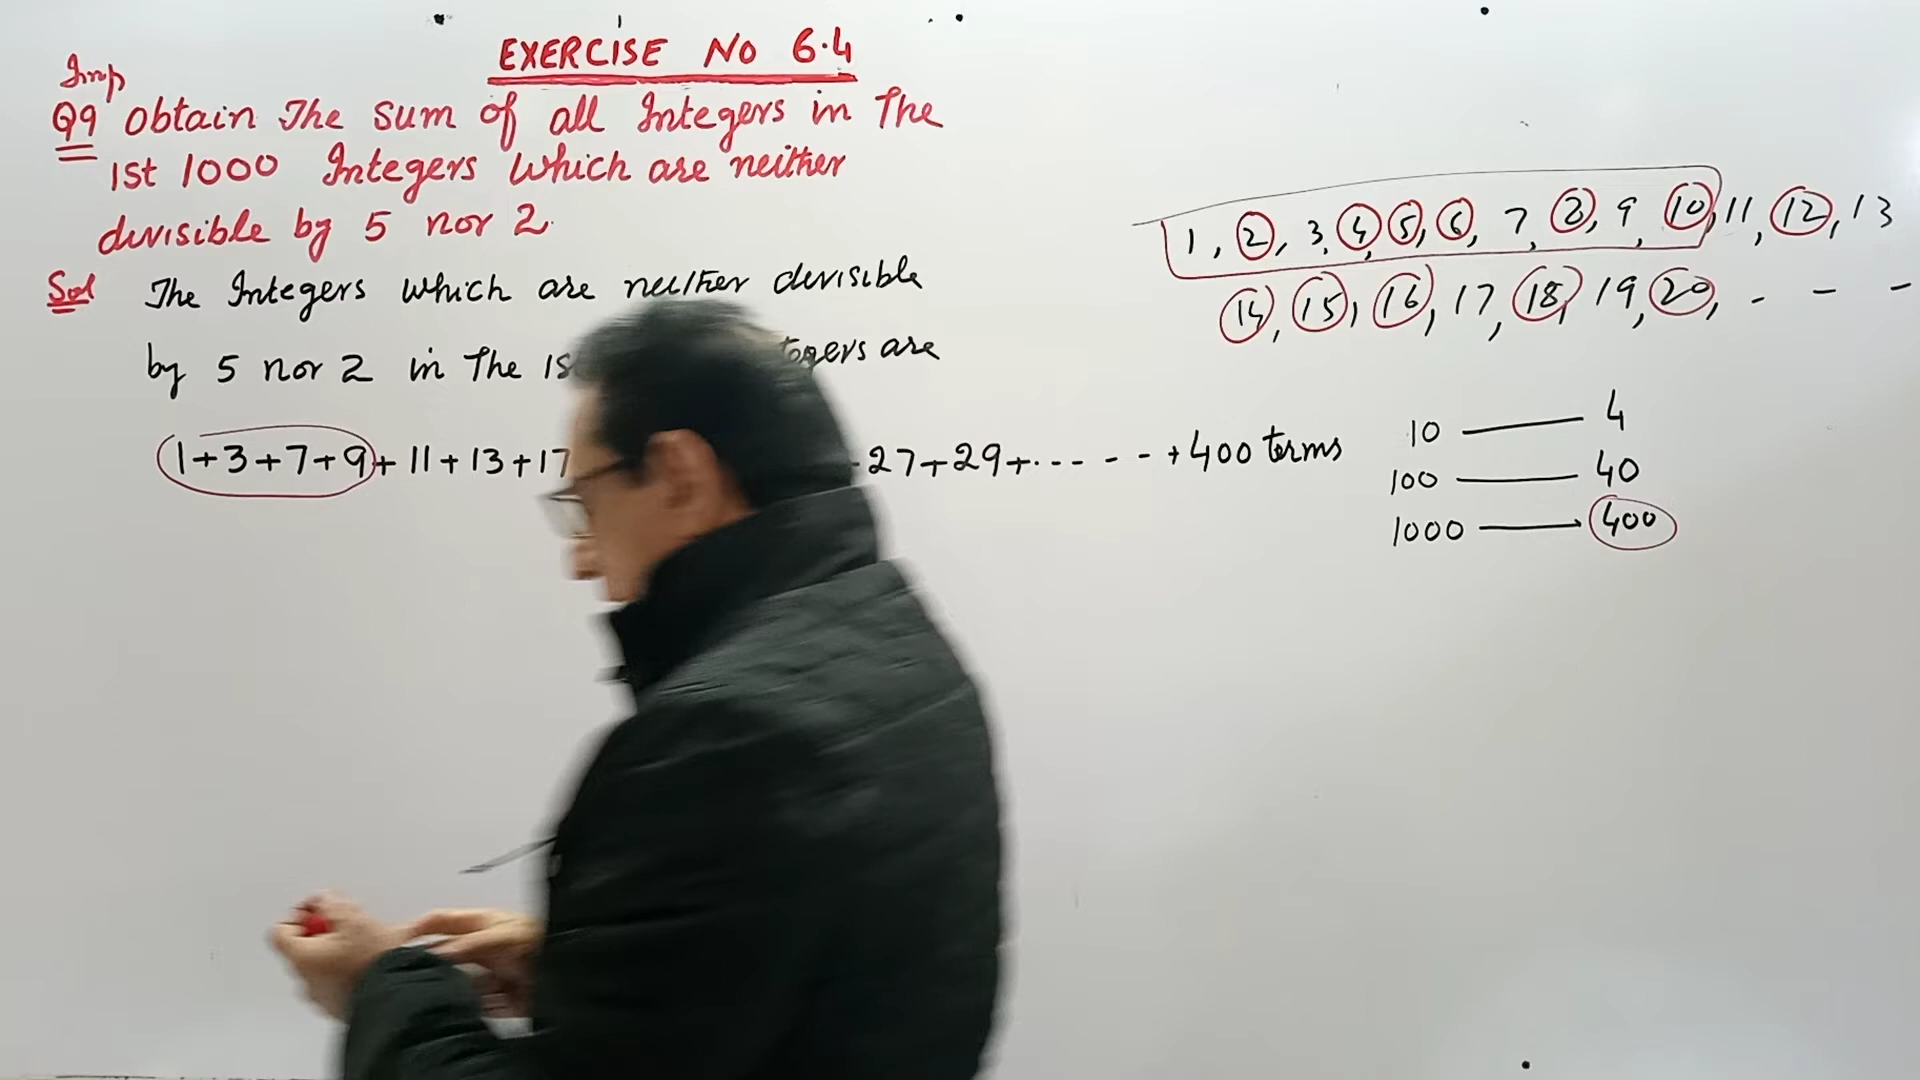 EXERCISE NO 6.4
Imp
Q9 Obtain The Sum of all Integers in The
1st 1000 Integers which are neither
divisible by 5 nor 2.
Sol The Integers which are neither devisible
by 5 nor 2 in The 1s are
1+3+7+9+11+13+17 27+29+....--+400 terms
1, 2, 3, 4, 5, 6, 7, 8, 9, 10, 11, 12, 13
14, 15, 16, 17, 18, 19, 20, - - -
10 —— 4
100 —— 40
1000 —— 400